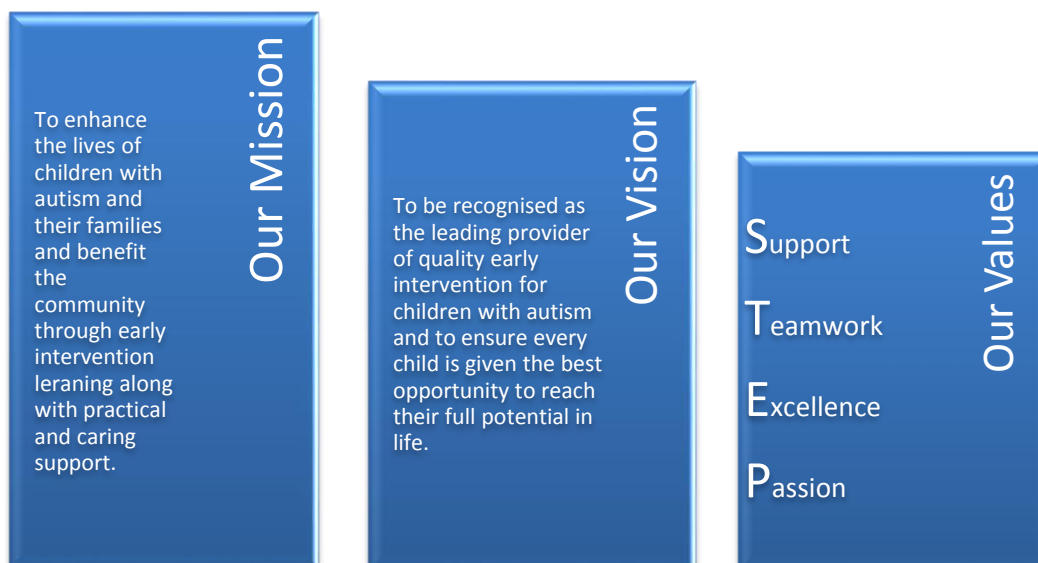 Our Mission
To enhance
the lives of
children with
autism and
their families
and benefit
the
community
through early
intervention
leraning along
with practical
and caring
support.
Our Vision
To be recognised as
the leading provider
of quality early
intervention for
children with autism
and to ensure every
child is given the best
opportunity to reach
their full potential in
life.
Our Values
Support
Teamwork
Excellence
Passion